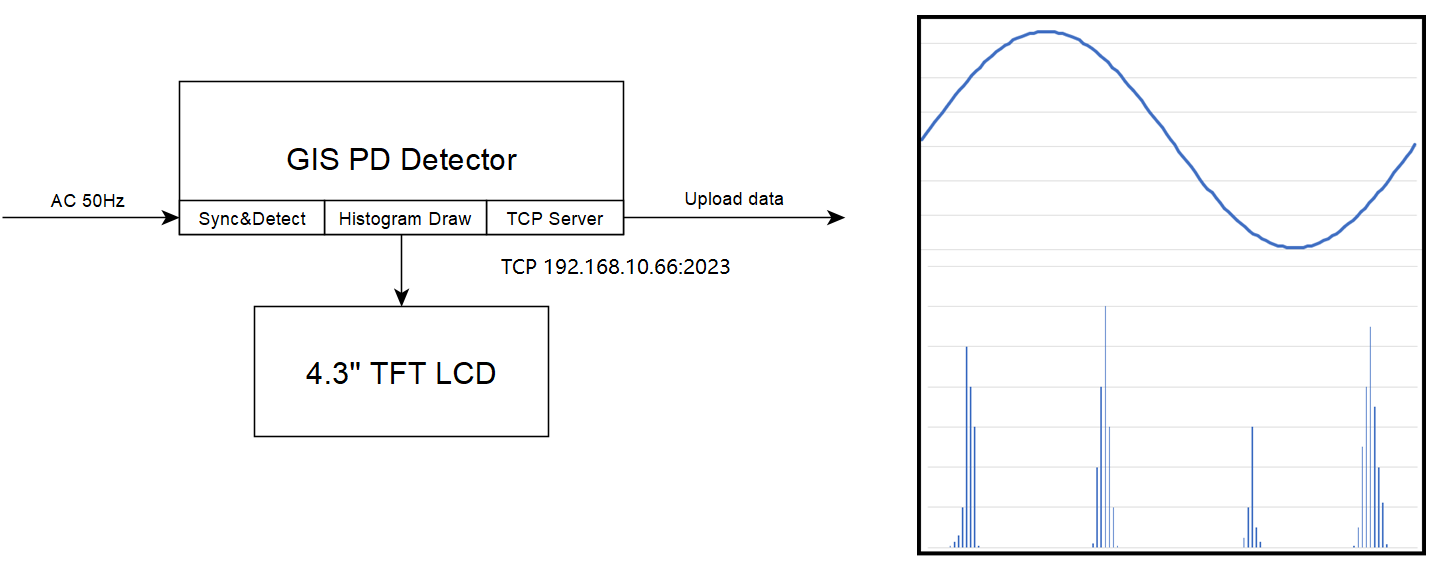 GIS PD Detector
AC 50Hz
Sync&Detect
Histogram Draw
TCP Server
Upload data
TCP 192.168.10.66:2023
4.3" TFT LCD